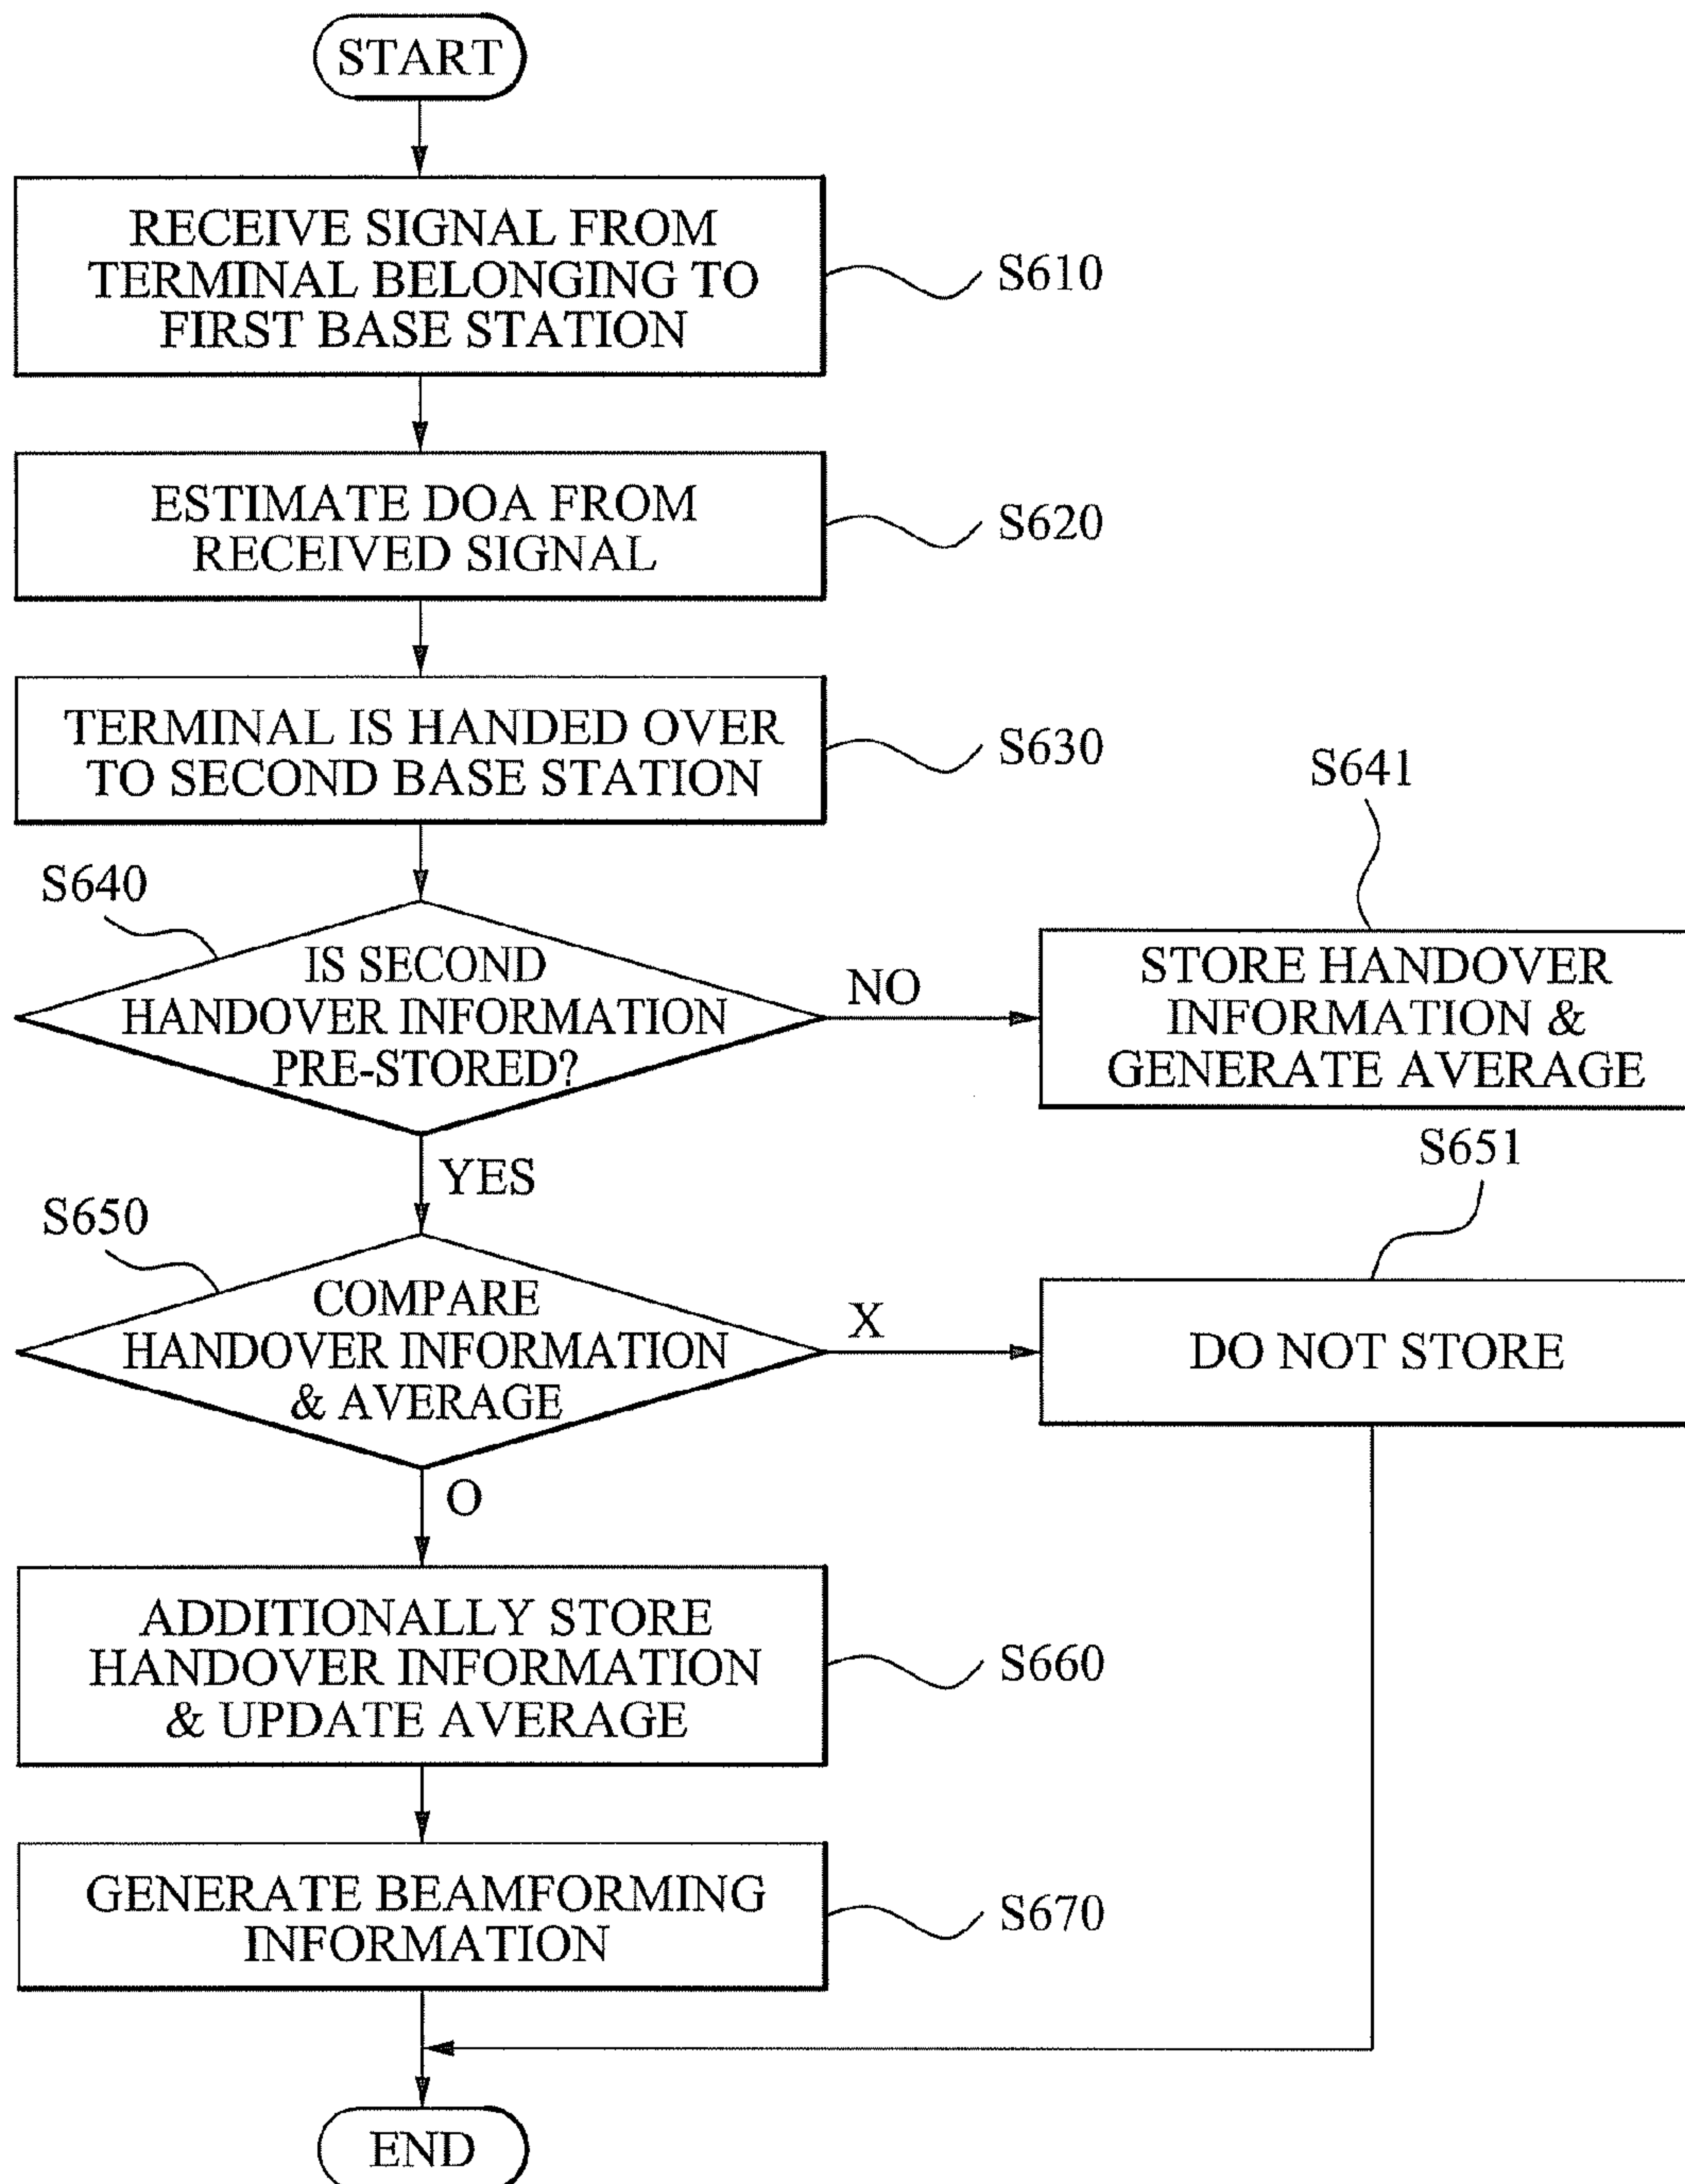 START
RECEIVE SIGNAL FROM
TERMINAL BELONGING TO
FIRST BASE STATION
S610
ESTIMATE DOA FROM
RECEIVED SIGNAL
S620
TERMINAL IS HANDED OVER
TO SECOND BASE STATION
S630
S640
IS SECOND
HANDOVER INFORMATION
PRE-STORED?
NO
S641
STORE HANDOVER
INFORMATION &
GENERATE AVERAGE
YES
S650
COMPARE
HANDOVER INFORMATION
& AVERAGE
X
S651
DO NOT STORE
O
ADDITIONALLY STORE
HANDOVER INFORMATION
& UPDATE AVERAGE
S660
GENERATE BEAMFORMING
INFORMATION
S670
END